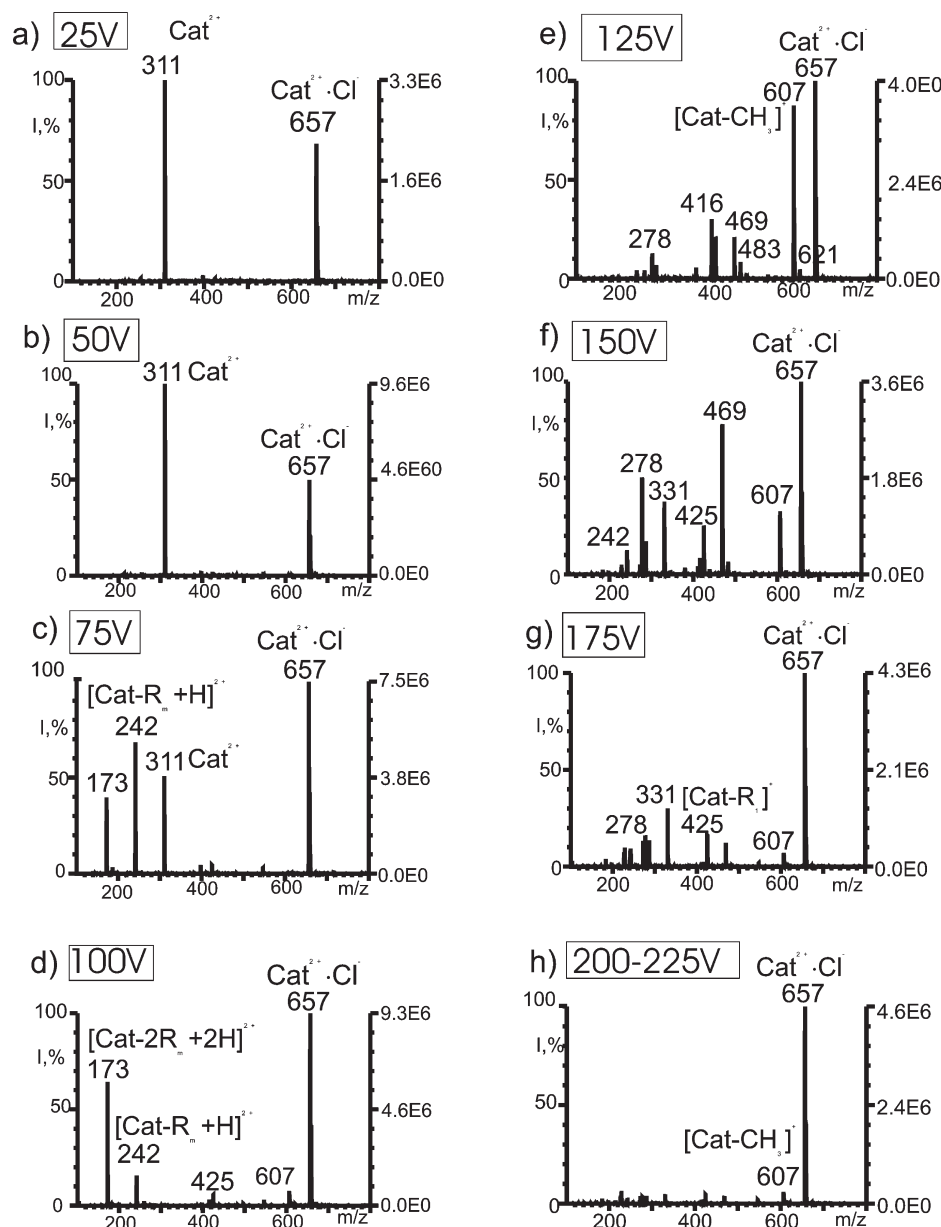 a) 25V
Cat²⁺
311
Cat²⁺·Cl⁻
657
100
I,%
50
0
3.3E6
1.6E6
0.0E0
200 400 600 m/z
b) 50V
311 Cat²⁺
Cat²⁺·Cl⁻
657
100
I,%
50
0
9.6E6
4.6E60
0.0E0
200 400 600 m/z
c) 75V
Cat²⁺·Cl⁻
657
[Cat-Rₘ+H]²⁺
242
311 Cat²⁺
173
100
I,%
50
0
7.5E6
3.8E6
0.0E0
200 400 600 m/z
d) 100V
Cat²⁺·Cl⁻
657
[Cat-2Rₘ+2H]²⁺
173
[Cat-Rₘ+H]²⁺
242
425
607
100
I,%
50
0
9.3E6
4.6E6
0.0E0
200 400 600 m/z
e) 125V
Cat²⁺·Cl⁻
657
607
[Cat-CH₃]⁺
416
469
278
483
621
100
I,%
50
0
4.0E0
2.4E6
0.0E0
200 400 600 m/z
f) 150V
Cat²⁺·Cl⁻
657
469
278
331
425
607
242
100
I,%
50
0
3.6E6
1.8E6
0.0E0
200 400 600 m/z
g) 175V
Cat²⁺·Cl⁻
657
331 [Cat-R₁]⁺
278
425
607
100
I,%
50
0
4.3E6
2.1E6
0.0E0
200 400 600 m/z
h) 200-225V
Cat²⁺·Cl⁻
657
[Cat-CH₃]⁺
607
100
I,%
50
0
4.6E6
2.4E6
0.0E0
200 400 600 m/z